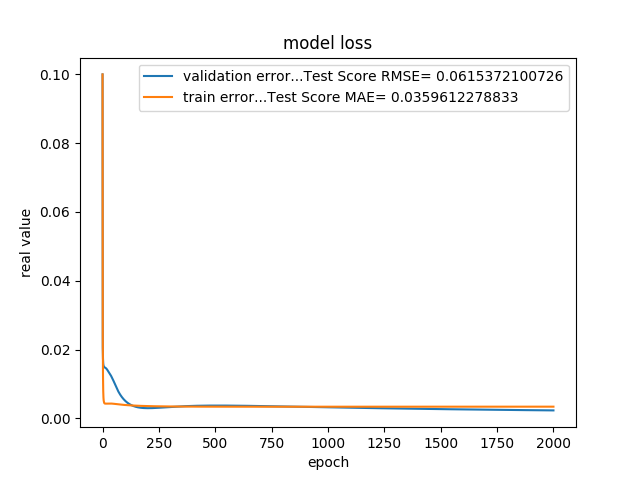 model loss
validation error...Test Score RMSE= 0.0615372100726
train error...Test Score MAE= 0.0359612278833
0.10
0.08
0.06
0.04
0.02
0.00
real value
0 250 500 750 1000 1250 1500 1750 2000
epoch